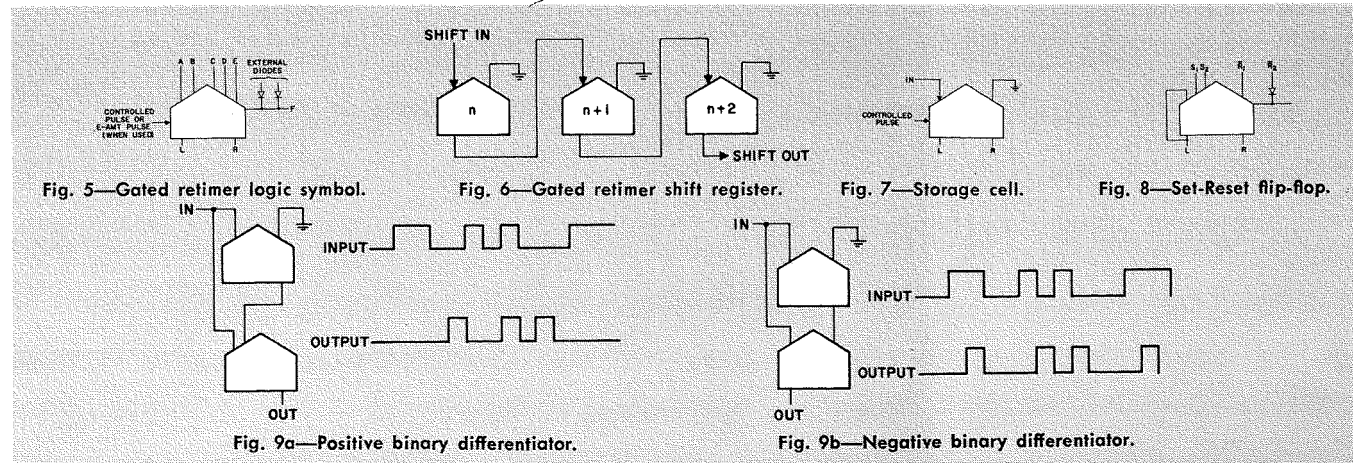 A B C D E
EXTERNAL
DIODES
F
CONTROLLED
PULSE OR
E-AMT PULSE
(WHEN USED)
L R
Fig. 5—Gated retimer logic symbol.
SHIFT IN
n
n+1
n+2
SHIFT OUT
Fig. 6—Gated retimer shift register.
IN
CONTROLLED
PULSE
L R
Fig. 7—Storage cell.
S1 S2 R1 R2
L R
Fig. 8—Set-Reset flip-flop.
IN
INPUT
OUTPUT
OUT
Fig. 9a—Positive binary differentiator.
IN
INPUT
OUTPUT
OUT
Fig. 9b—Negative binary differentiator.